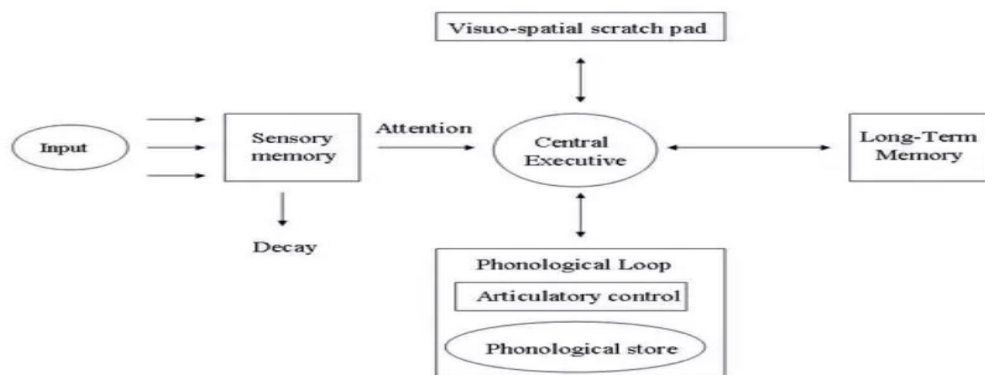 Visuo-spatial scratch pad
Input
Sensory
memory
Attention
Central
Executive
Long-Term
Memory
Decay
Phonological Loop
Articulatory control
Phonological store